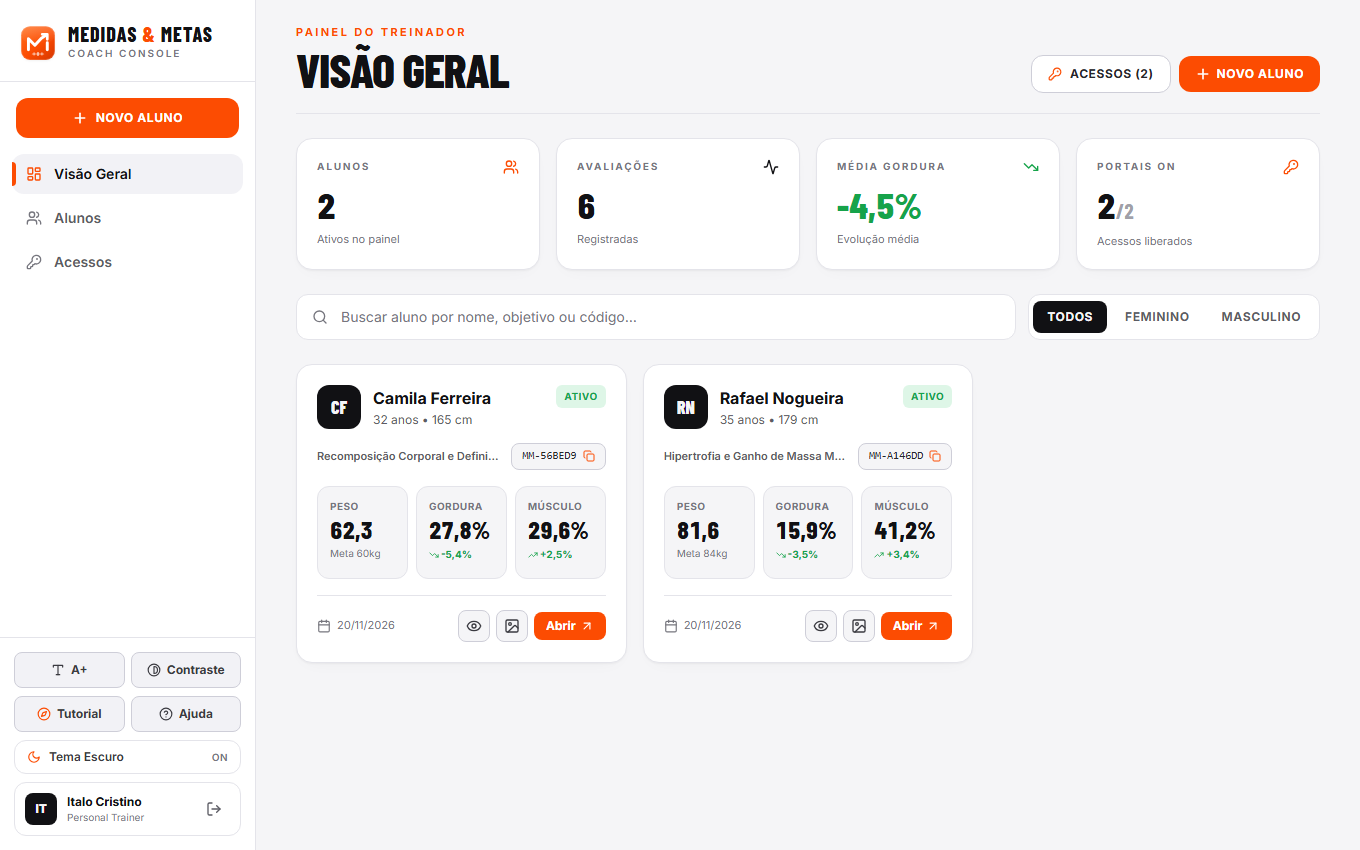 MEDIDAS & METAS
COACH CONSOLE
NOVO ALUNO
Visão Geral
Alunos
Acessos
A+
Contraste
Tutorial
Ajuda
Tema Escuro
ON
IT
Italo Cristino
Personal Trainer
PAINEL DO TREINADOR
VISÃO GERAL
ACESSOS (2)
NOVO ALUNO
ALUNOS
2
Ativos no painel
AVALIAÇÕES
6
Registradas
MÉDIA GORDURA
-4,5%
Evolução média
PORTAIS ON
2/2
Acessos liberados
Buscar aluno por nome, objetivo ou código...
TODOS
FEMININO
MASCULINO
CF
Camila Ferreira
32 anos • 165 cm
ATIVO
Recomposição Corporal e Defini...
MM-56BED9
PESO
62,3
Meta 60kg
GORDURA
27,8%
-5,4%
MÚSCULO
29,6%
+2,5%
20/11/2026
Abrir
RN
Rafael Nogueira
35 anos • 179 cm
ATIVO
Hipertrofia e Ganho de Massa M...
MM-A146DD
PESO
81,6
Meta 84kg
GORDURA
15,9%
-3,5%
MÚSCULO
41,2%
+3,4%
20/11/2026
Abrir